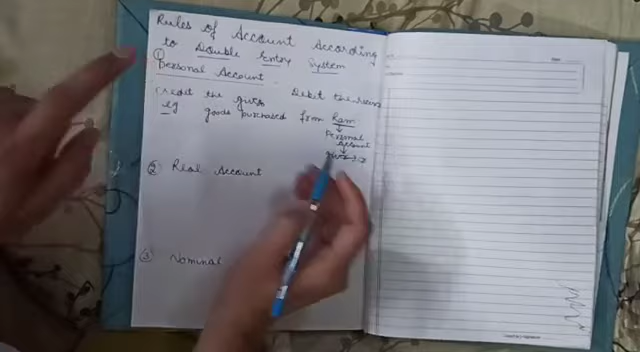 Rules of Account According
to Double Entry System
① Personal Account
Credit the giver Debit the
eg goods purchased from Ram
Personal
Account
② Real Account
③ Nominal